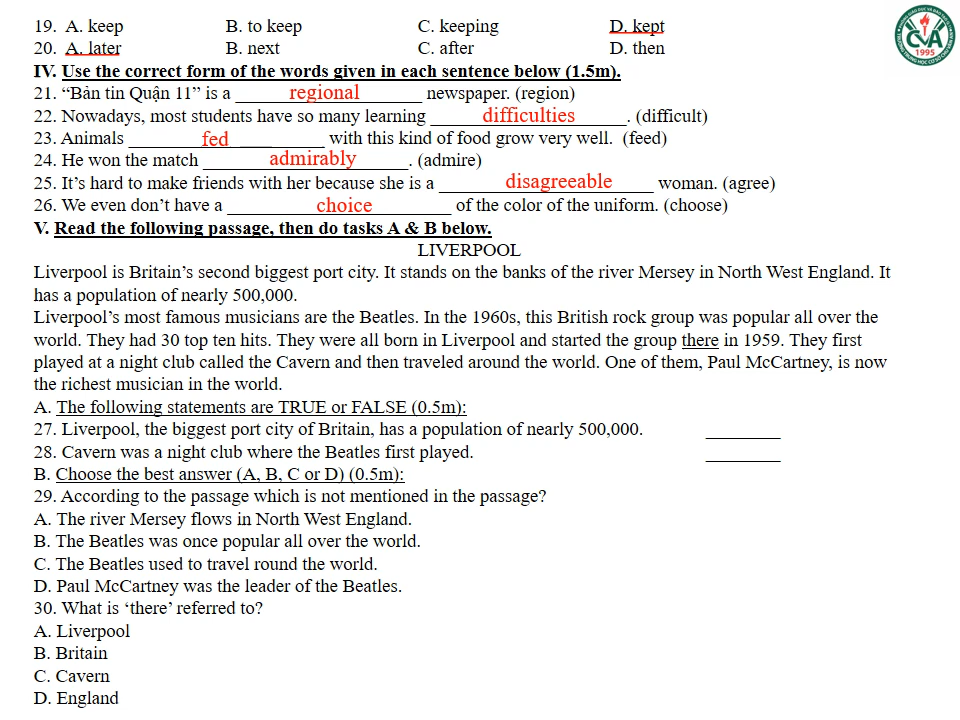 19. A. keep B. to keep C. keeping D. kept
20. A. later B. next C. after D. then
IV. Use the correct form of the words given in each sentence below (1.5m).
21. “Bản tin Quận 11” is a ____regional____ newspaper. (region)
22. Nowadays, most students have so many learning ____difficulties____. (difficult)
23. Animals ____fed____ with this kind of food grow very well. (feed)
24. He won the match ____admirably____. (admire)
25. It’s hard to make friends with her because she is a ____disagreeable____ woman. (agree)
26. We even don’t have a ____choice____ of the color of the uniform. (choose)
V. Read the following passage, then do tasks A & B below.
LIVERPOOL
Liverpool is Britain’s second biggest port city. It stands on the banks of the river Mersey in North West England. It
has a population of nearly 500,000.
Liverpool’s most famous musicians are the Beatles. In the 1960s, this British rock group was popular all over the
world. They had 30 top ten hits. They were all born in Liverpool and started the group there in 1959. They first
played at a night club called the Cavern and then traveled around the world. One of them, Paul McCartney, is now
the richest musician in the world.
A. The following statements are TRUE or FALSE (0.5m):
27. Liverpool, the biggest port city of Britain, has a population of nearly 500,000. ________
28. Cavern was a night club where the Beatles first played. ________
B. Choose the best answer (A, B, C or D) (0.5m):
29. According to the passage which is not mentioned in the passage?
A. The river Mersey flows in North West England.
B. The Beatles was once popular all over the world.
C. The Beatles used to travel round the world.
D. Paul McCartney was the leader of the Beatles.
30. What is ‘there’ referred to?
A. Liverpool
B. Britain
C. Cavern
D. England
CVA
1995